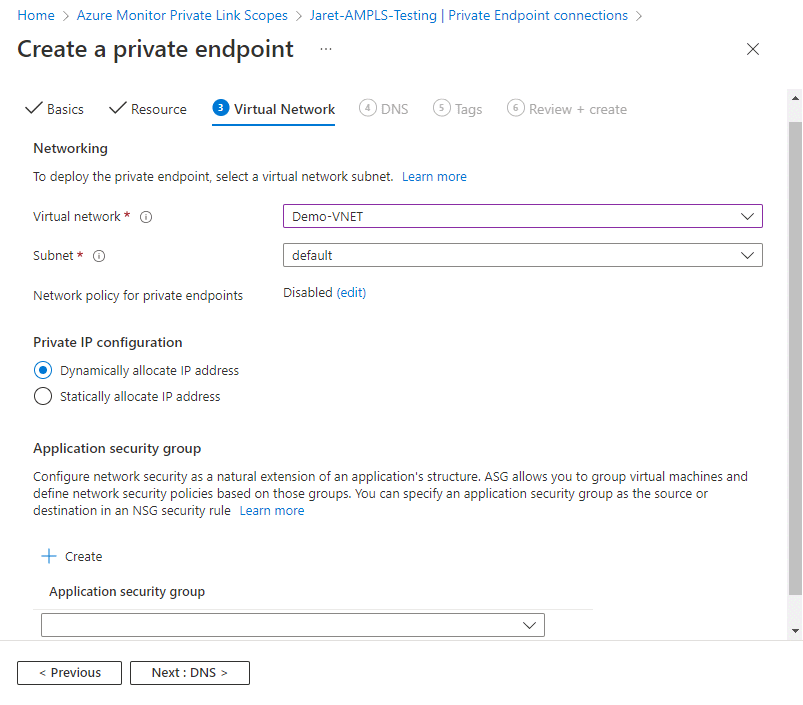 Home > Azure Monitor Private Link Scopes > Jaret-AMPLS-Testing | Private Endpoint connections >
Create a private endpoint ...
Basics Resource 3 Virtual Network 4 DNS 5 Tags 6 Review + create
Networking
To deploy the private endpoint, select a virtual network subnet. Learn more
Virtual network * Demo-VNET
Subnet * default
Network policy for private endpoints Disabled (edit)
Private IP configuration
Dynamically allocate IP address
Statically allocate IP address
Application security group
Configure network security as a natural extension of an application's structure. ASG allows you to group virtual machines and
define network security policies based on those groups. You can specify an application security group as the source or
destination in an NSG security rule Learn more
+ Create
Application security group
< Previous Next : DNS >